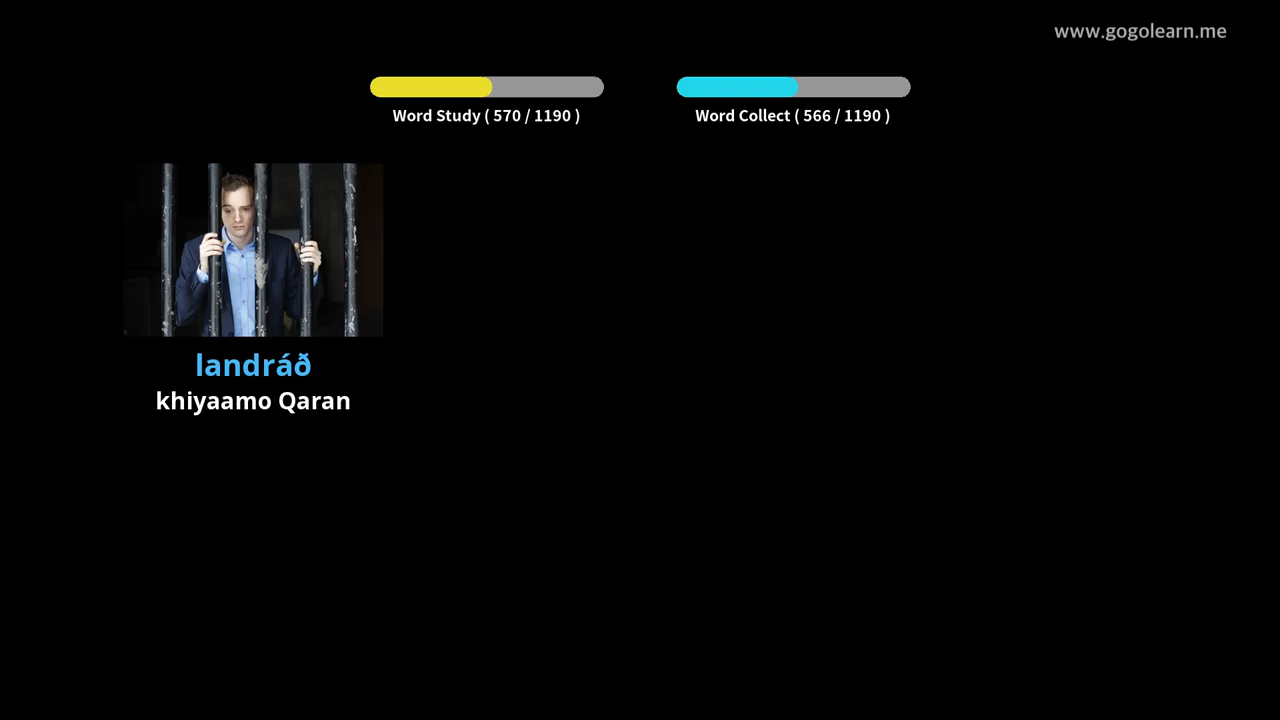 www.gogolearn.me
Word Study ( 570 / 1190 )
Word Collect ( 566 / 1190 )
landráð
khiyaamo Qaran